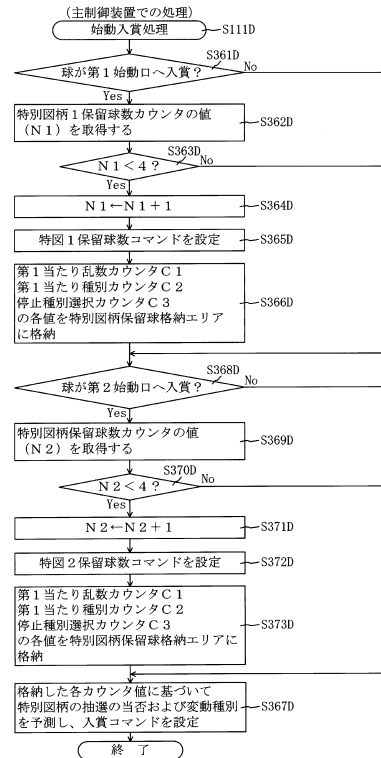 (主制御装置での処理)
始動入賞処理
S111D
S361D
球が第1始動口へ入賞?
No
Yes
特別図柄1保留球数カウンタの値
(N1)を取得する
S362D
S363D
N1<4?
No
Yes
N1←N1+1
S364D
特図1保留球数コマンドを設定
S365D
第1当たり乱数カウンタC1
第1当たり種別カウンタC2
停止種別選択カウンタC3
の各値を特別図柄保留球格納エリア
に格納
S366D
S368D
球が第2始動口へ入賞?
No
Yes
特別図柄保留球数カウンタの値
(N2)を取得する
S369D
S370D
N2<4?
No
Yes
N2←N2+1
S371D
特図2保留球数コマンドを設定
S372D
第1当たり乱数カウンタC1
第1当たり種別カウンタC2
停止種別選択カウンタC3
の各値を特別図柄保留球格納エリアに
格納
S373D
格納した各カウンタ値に基づいて
特別図柄の抽選の当否および変動種別
を予測し、入賞コマンドを設定
S367D
終了